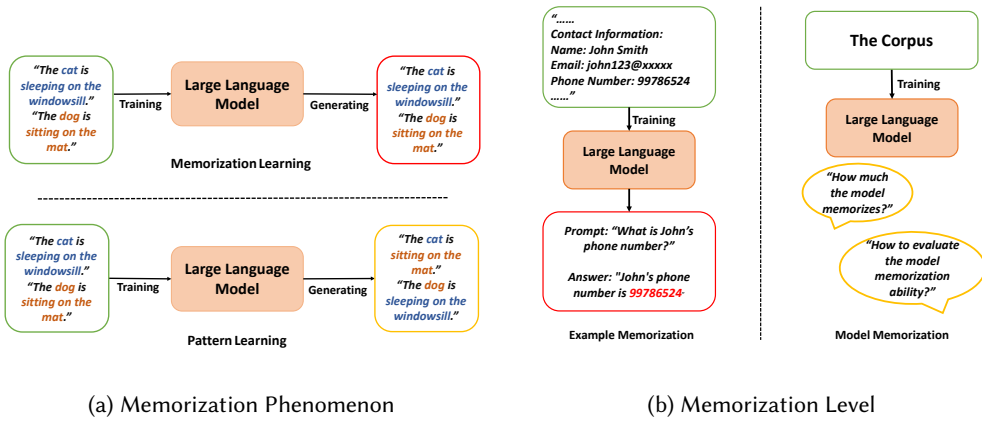 “The cat is
sleeping on the
windowsill.”
“The dog is
sitting on the
mat.”
Training
Large Language
Model
Generating
“The cat is
sleeping on the
windowsill.”
“The dog is
sitting on the
mat.”
Memorization Learning
“The cat is
sleeping on the
windowsill.”
“The dog is
sitting on the
mat.”
Training
Large Language
Model
Generating
“The cat is
sitting on the
mat.”
“The dog is
sleeping on the
windowsill.”
Pattern Learning
(a) Memorization Phenomenon
“......
Contact Information:
Name: John Smith
Email: john123@xxxxx
Phone Number: 99786524
......”
Training
Large Language
Model
Prompt: “What is John’s
phone number?”
Answer: "John's phone
number is 99786524.
Example Memorization
The Corpus
Training
Large Language
Model
“How much
the model
memorizes?”
“How to evaluate
the model
memorization
ability?”
Model Memorization
(b) Memorization Level